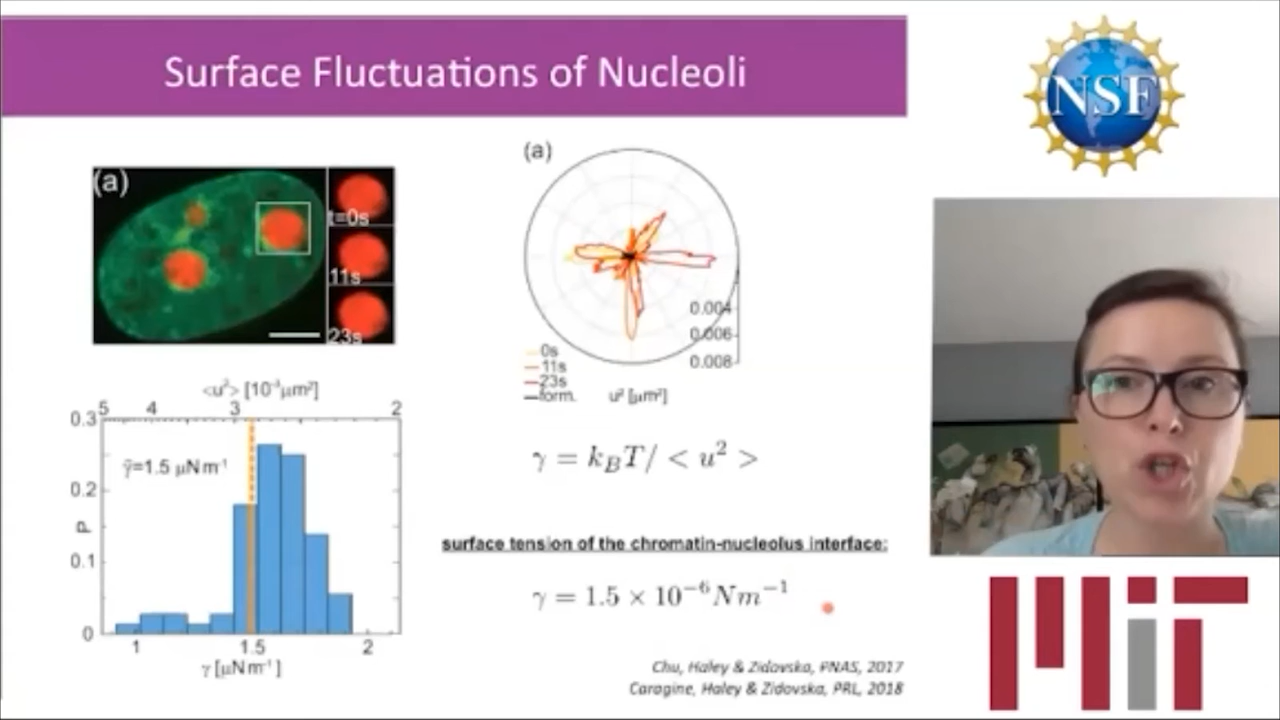 Surface Fluctuations of Nucleoli
NSF
(a)
t=0s
11s
23s
(a)
0.004
0.006
0.008
0s
11s
23s
form.
u² [μm²]
<u²> [10⁻³μm²]
5 4 3 2
0.3
γ̄=1.5 μN m⁻¹
0.2
P
0.1
0
1 1.5 2
γ [μN m⁻¹]
γ = k_B T/ < u² >
surface tension of the chromatin-nucleolus interface:
γ = 1.5 × 10⁻⁶ Nm⁻¹
Chu, Haley & Zidovska, PNAS, 2017
Caragine, Haley & Zidovska, PRL, 2018
MIT